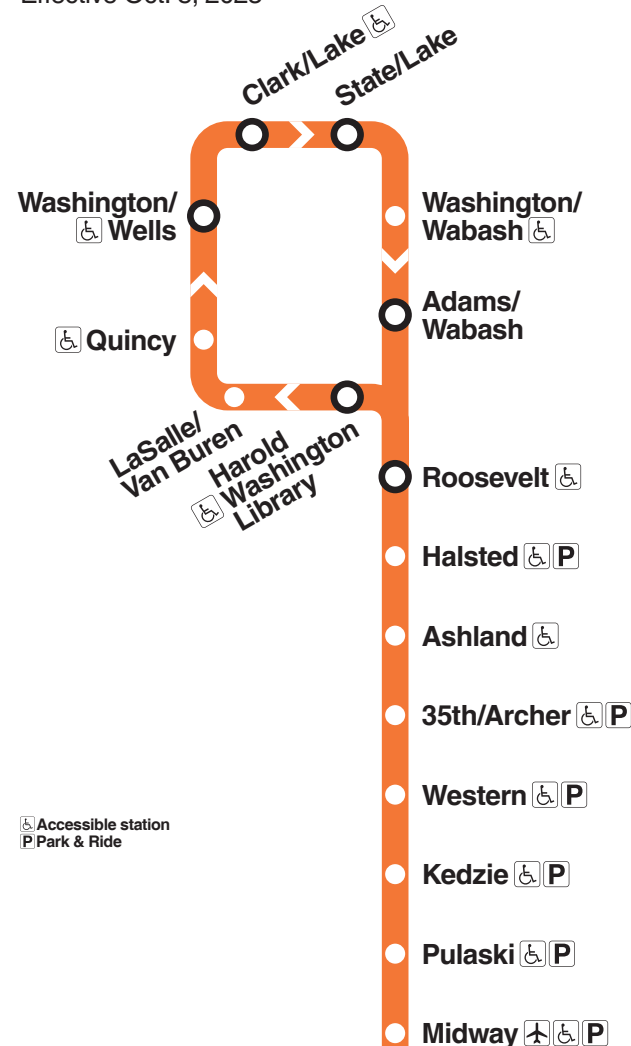 Clark/Lake
State/Lake
Washington/
Wells
Washington/
Wabash
Adams/
Wabash
Quincy
LaSalle/
Van Buren
Harold
Washington
Library
Roosevelt
Halsted P
Ashland
35th/Archer P
Western P
Accessible station
P Park & Ride
Kedzie P
Pulaski P
Midway P